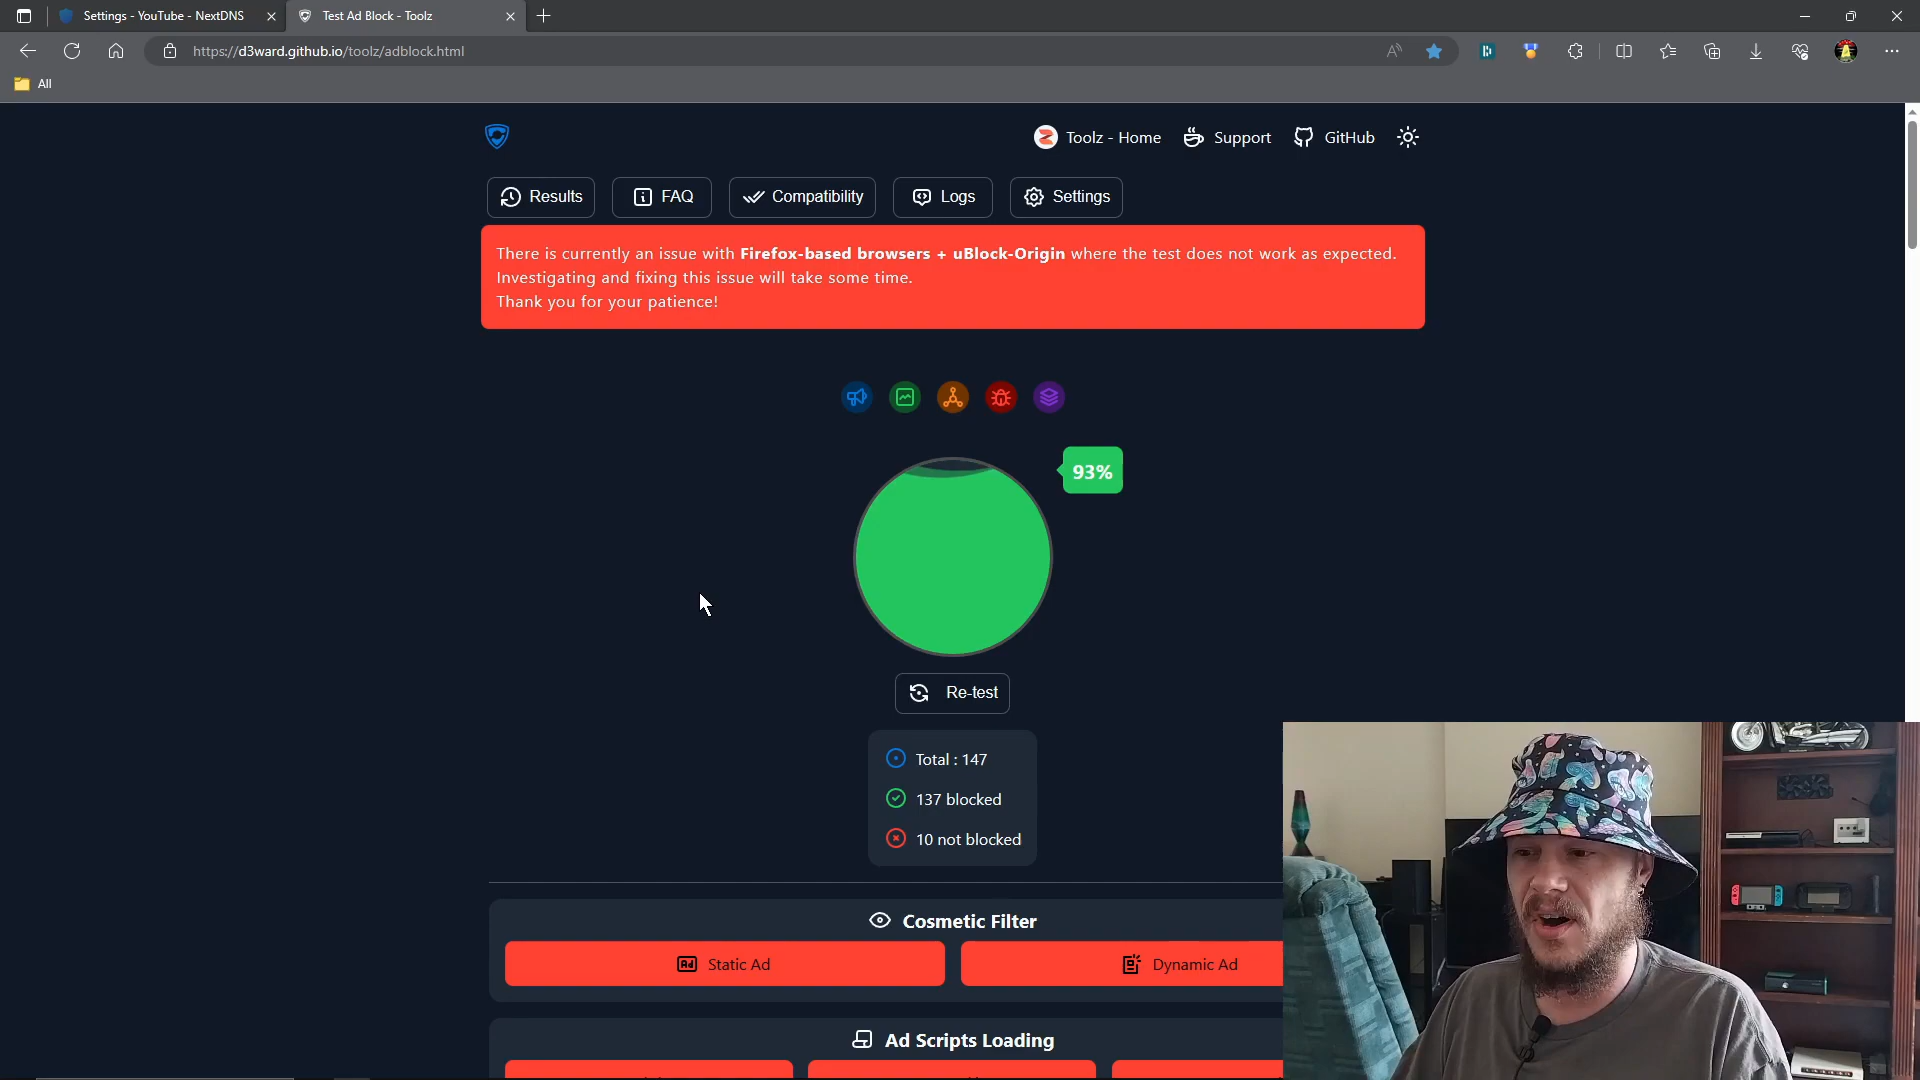 Settings - YouTube - NextDNS
Test Ad Block - Toolz
https://d3ward.github.io/toolz/adblock.html
All
Toolz - Home
Support
GitHub
Results
FAQ
Compatibility
Logs
Settings
There is currently an issue with Firefox-based browsers + uBlock-Origin where the test does not work as expected.
Investigating and fixing this issue will take some time.
Thank you for your patience!
93%
Re-test
Total : 147
137 blocked
10 not blocked
Cosmetic Filter
Ad Static Ad
Dynamic Ad
Ad Scripts Loading